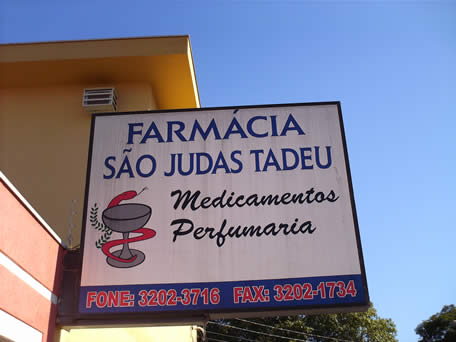 FARMÁCIA
SÃO JUDAS TADEU
Medicamentos
Perfumaria
FONE: 3202-3716 FAX: 3202-1734